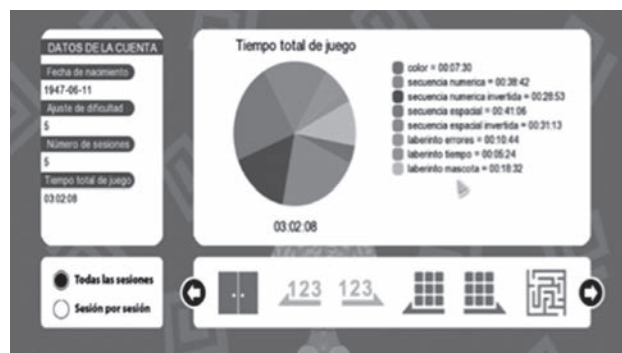 DATOS DE LA CUENTA
Fecha de nacimiento
1947-06-11
Ajuste de dificultad
5
Número de sesiones
5
Tiempo total de juego
03:02:08
Tiempo total de juego
color = 00:07:30
secuencia numerica = 00:38:42
secuencia numerica invertida = 00:28:53
secuencia espacial = 00:41:06
secuencia espacial invertida = 00:31:13
laberinto errores = 00:10:44
laberinto tiempo = 00:05:24
laberinto mascota = 00:18:32
03:02:08
Todas las sesiones
Sesión por sesión
123
123